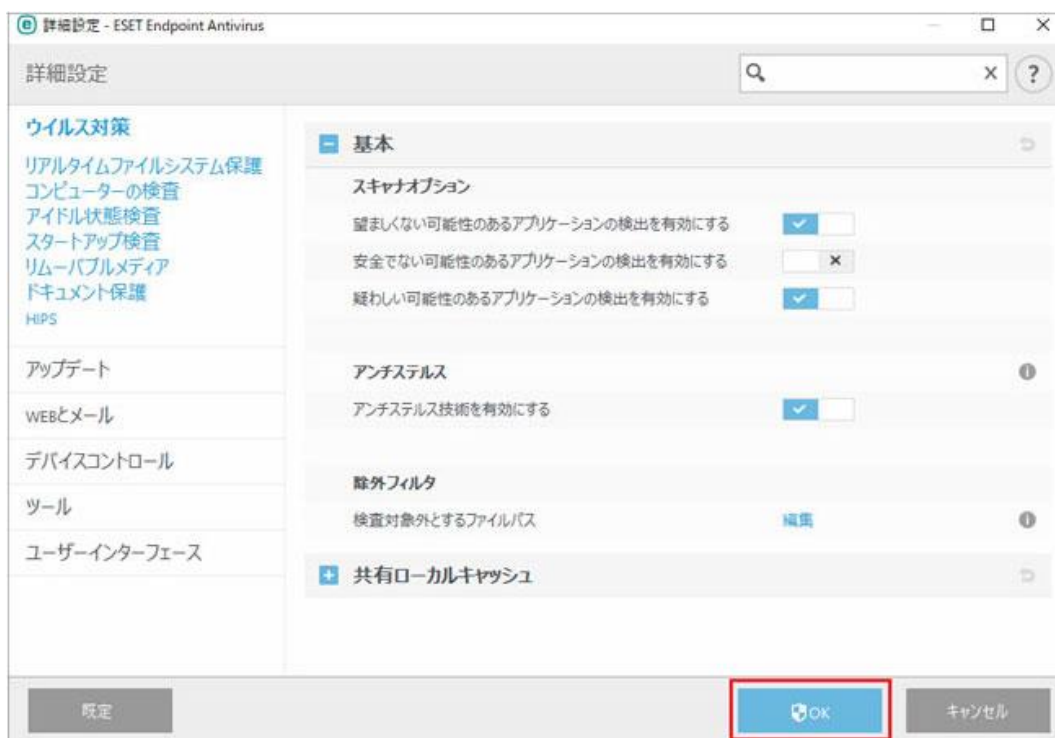 詳細設定 - ESET Endpoint Antivirus
詳細設定
ウイルス対策
リアルタイムファイルシステム保護
コンピューターの検査
アイドル状態検査
スタートアップ検査
リムーバブルメディア
ドキュメント保護
HIPS
アップデート
WEBとメール
デバイスコントロール
ツール
ユーザーインターフェース
基本
スキャナオプション
望ましくない可能性のあるアプリケーションの検出を有効にする
安全でない可能性のあるアプリケーションの検出を有効にする
疑わしい可能性のあるアプリケーションの検出を有効にする
アンチステルス
アンチステルス技術を有効にする
除外フィルタ
検査対象外とするファイルパス 編集
共有ローカルキャッシュ
既定 OK キャンセル